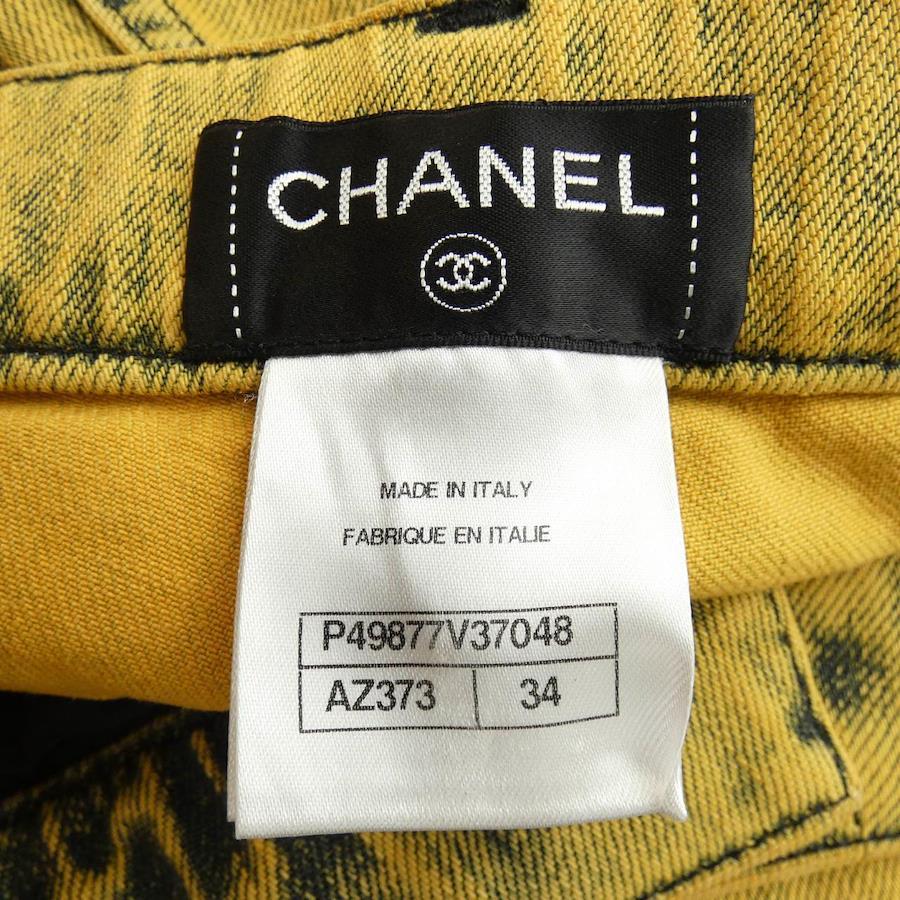 CHANEL
MADE IN ITALY
FABRIQUE EN ITALIE
P49877V37048
AZ373 34